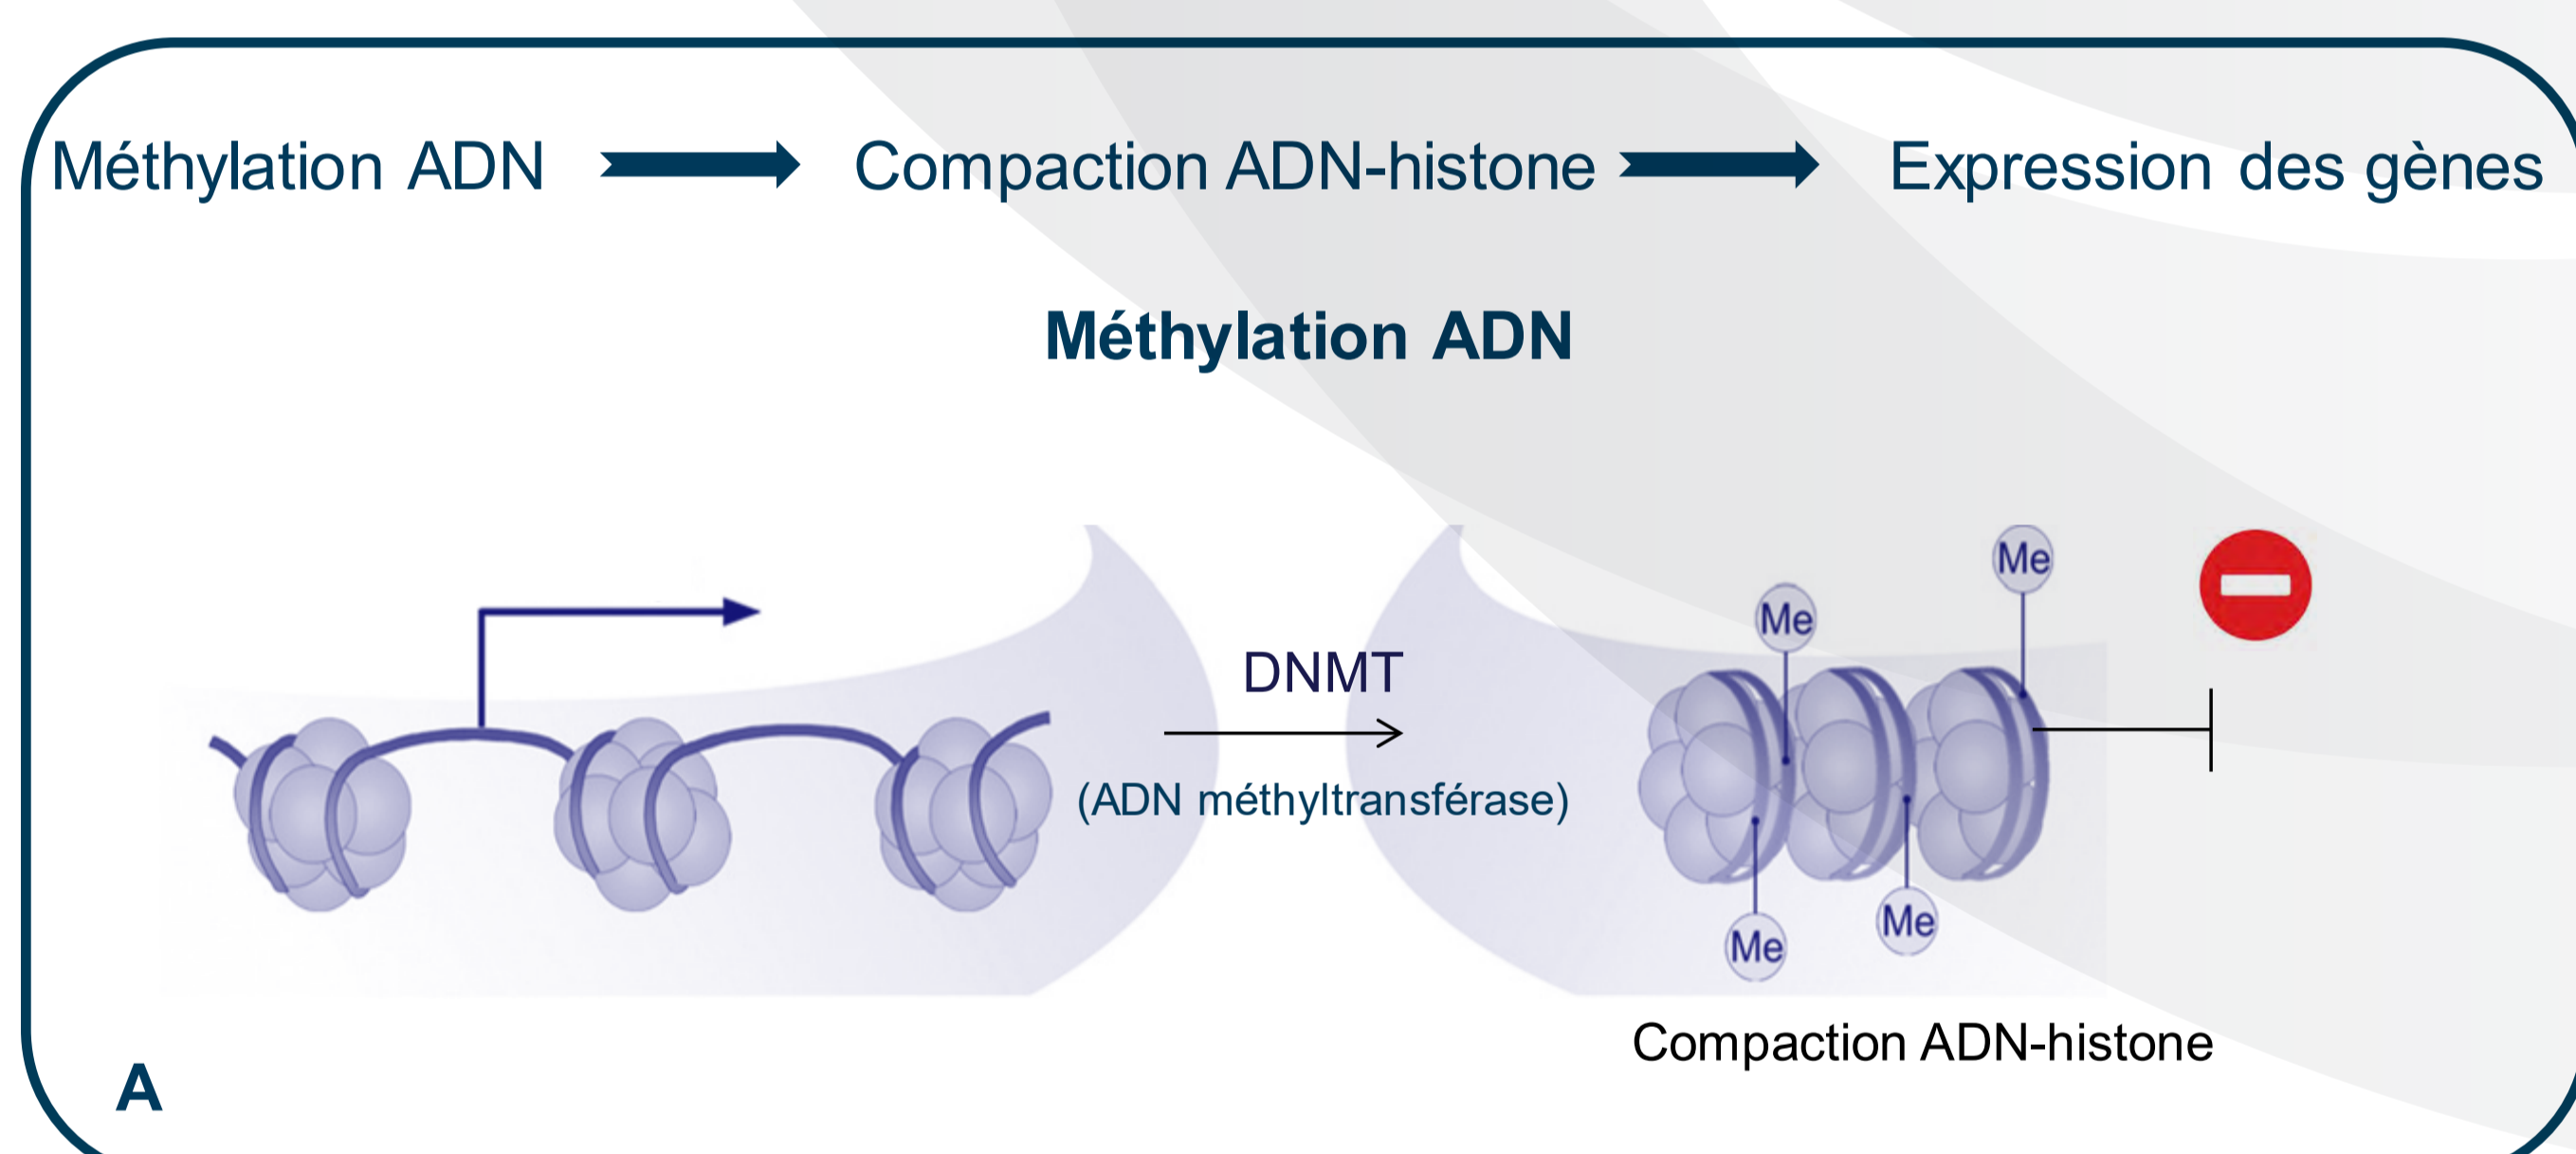 Méthylation ADN Compaction ADN-histone Expression des gènes
Méthylation ADN
Me
Me
DNMT
(ADN méthyltransférase)
Me
Me
Compaction ADN-histone
A